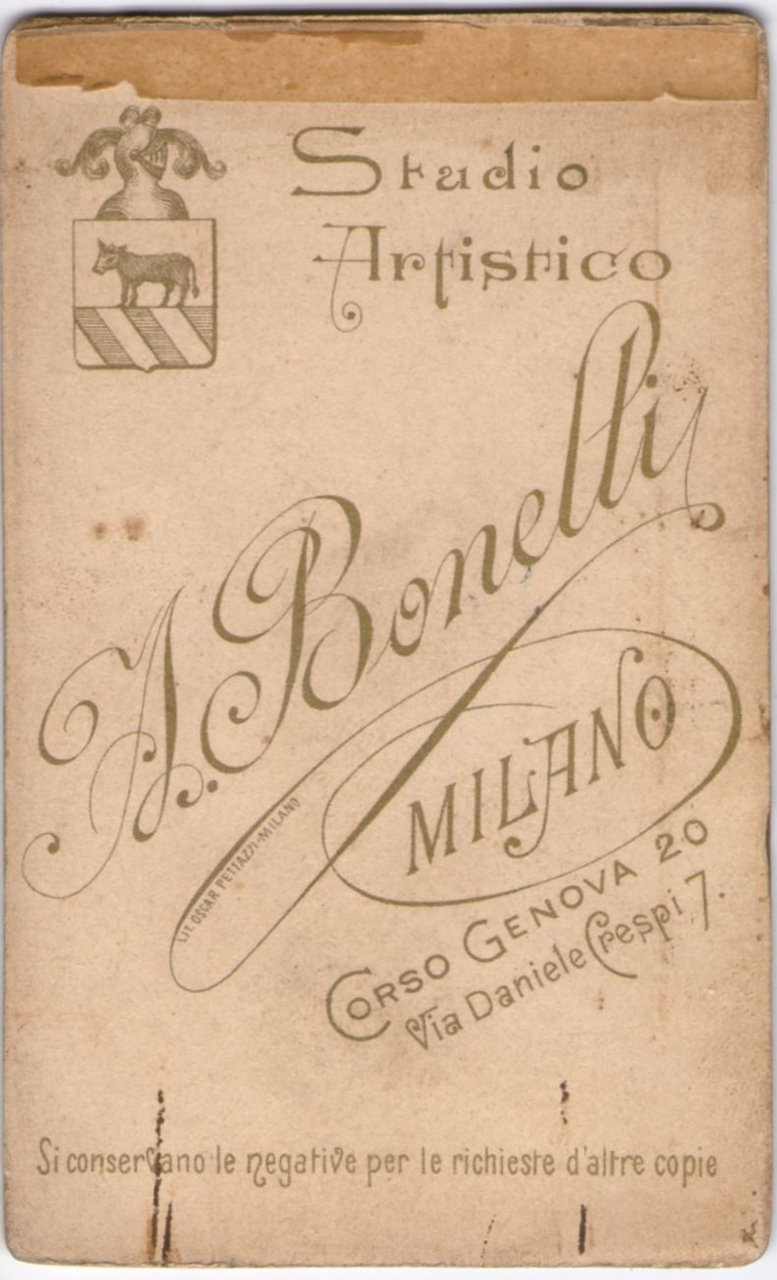 Studio
Artistico
A. Bonelli
MILANO
LIT. OSCAR PETTAZZI-MILANO
CORSO GENOVA 20
Via Daniele Crespi 7.
Si conservano le negative per le richieste d'altre copie